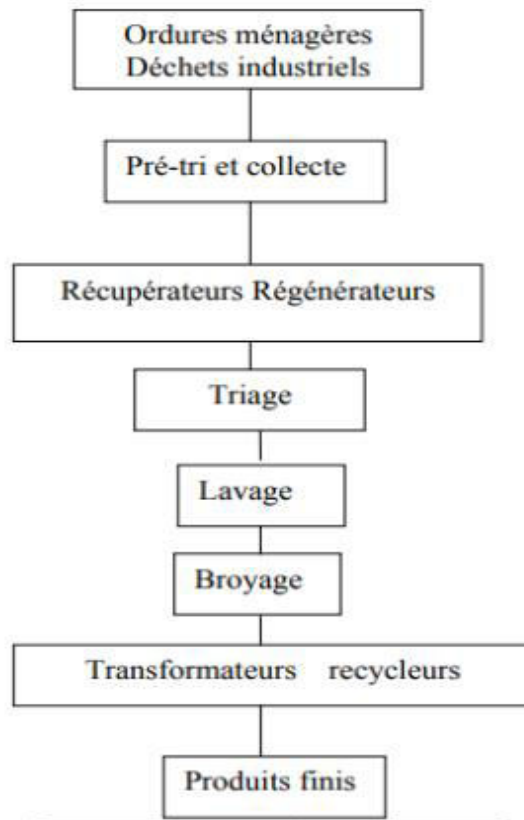 Ordures ménagères
Déchets industriels
Pré-tri et collecte
Récupérateurs Régénérateurs
Triage
Lavage
Broyage
Transformateurs recycleurs
Produits finis